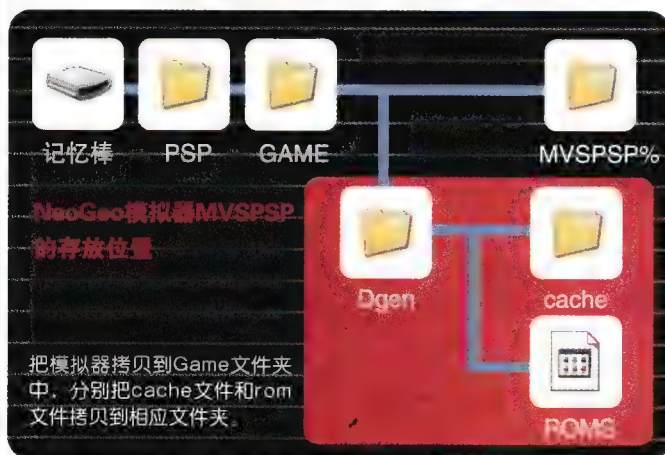 记忆棒
PSP
GAME
MVSPSP%
NeoGeo模拟器MVSPSP
的存放位置
Dgen
cache
把模拟器拷贝到Game文件夹
中，分别把cache文件和rom
文件拷贝到相应文件夹。
ROMS